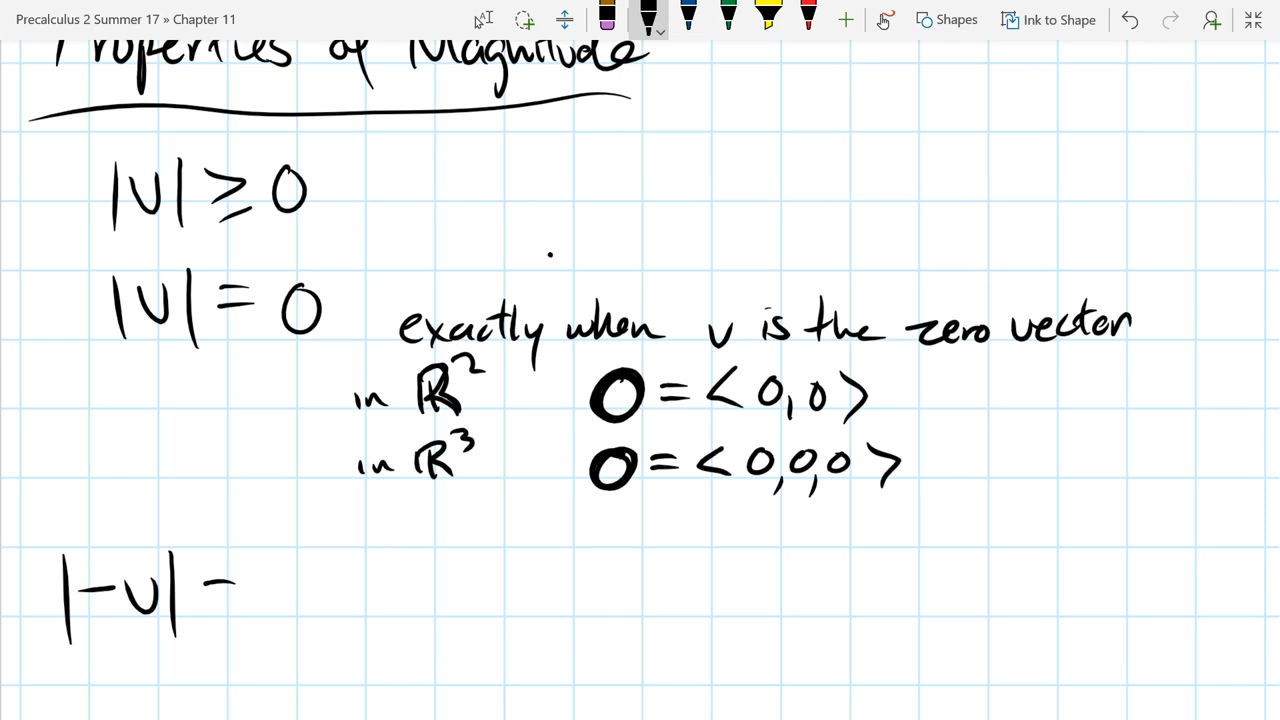 Precalculus 2 Summer 17 » Chapter 11
Shapes
Ink to Shape
Properties of Magnitude
|v| ≥ 0
|v| = 0 exactly when v is the zero vector
in ℝ² 0 = <0,0>
in ℝ³ 0 = <0,0,0>
|-v| -